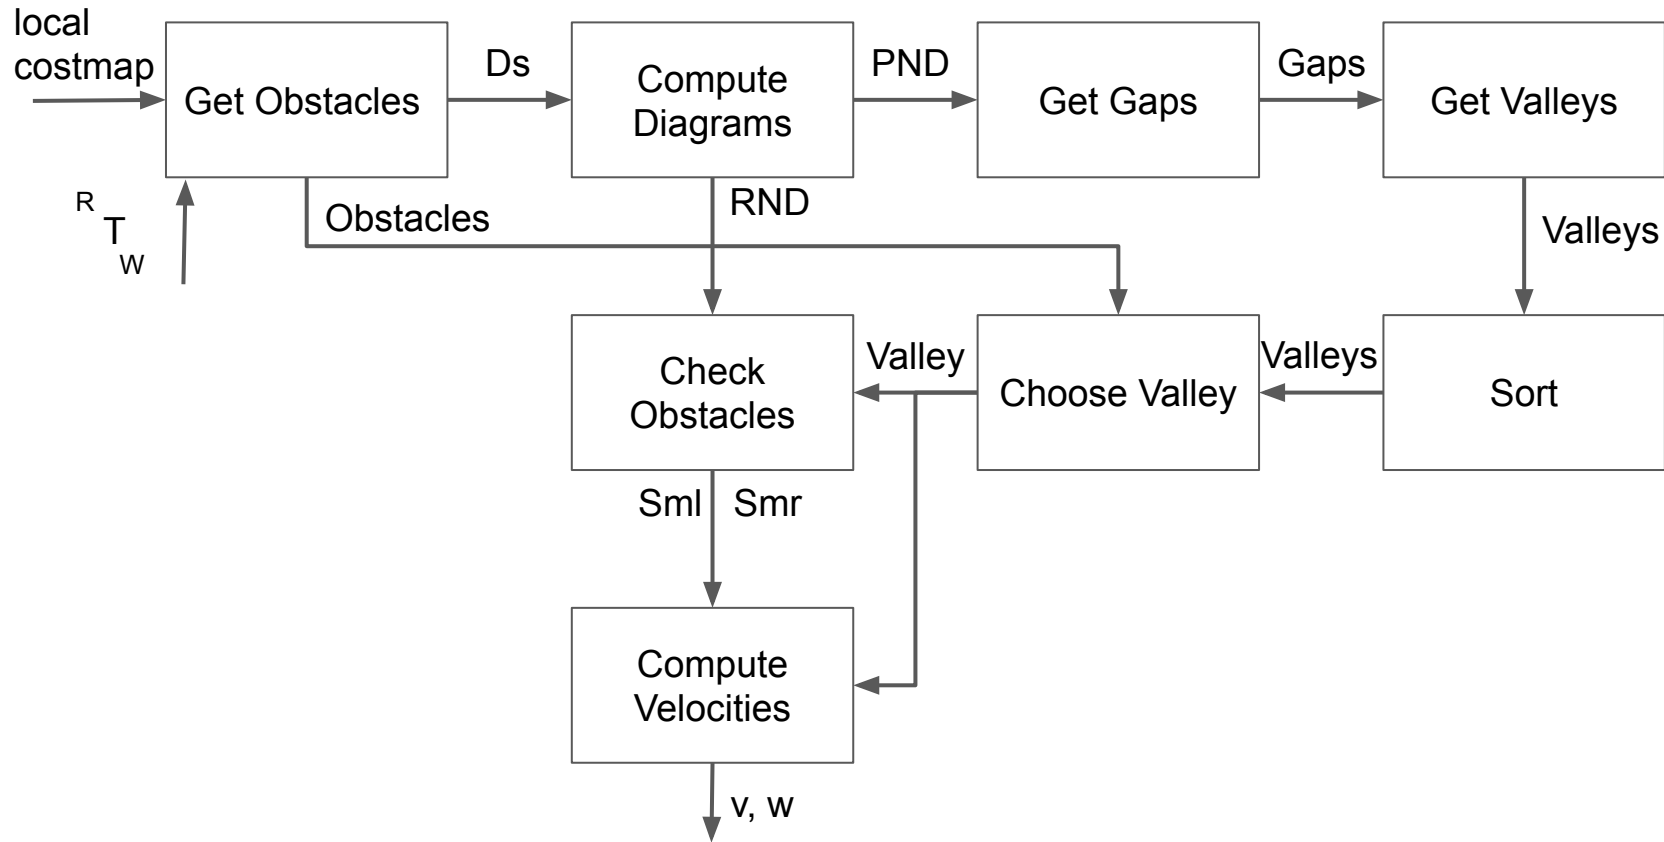 local
costmap
Get Obstacles
Ds
Compute
Diagrams
PND
Get Gaps
Gaps
Get Valleys
R
T
W
Obstacles
RND
Valleys
Check
Obstacles
Valley
Choose Valley
Valleys
Sort
Sml
Smr
Compute
Velocities
v, w